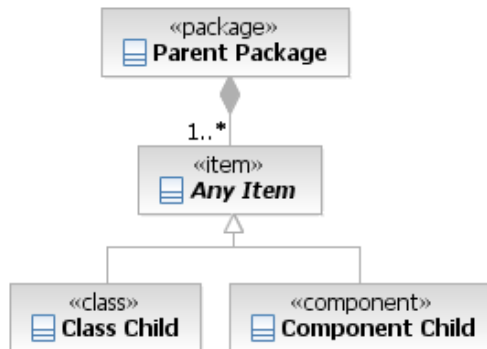 «package»
Parent Package
1..*
«item»
Any Item
«class»
Class Child
«component»
Component Child